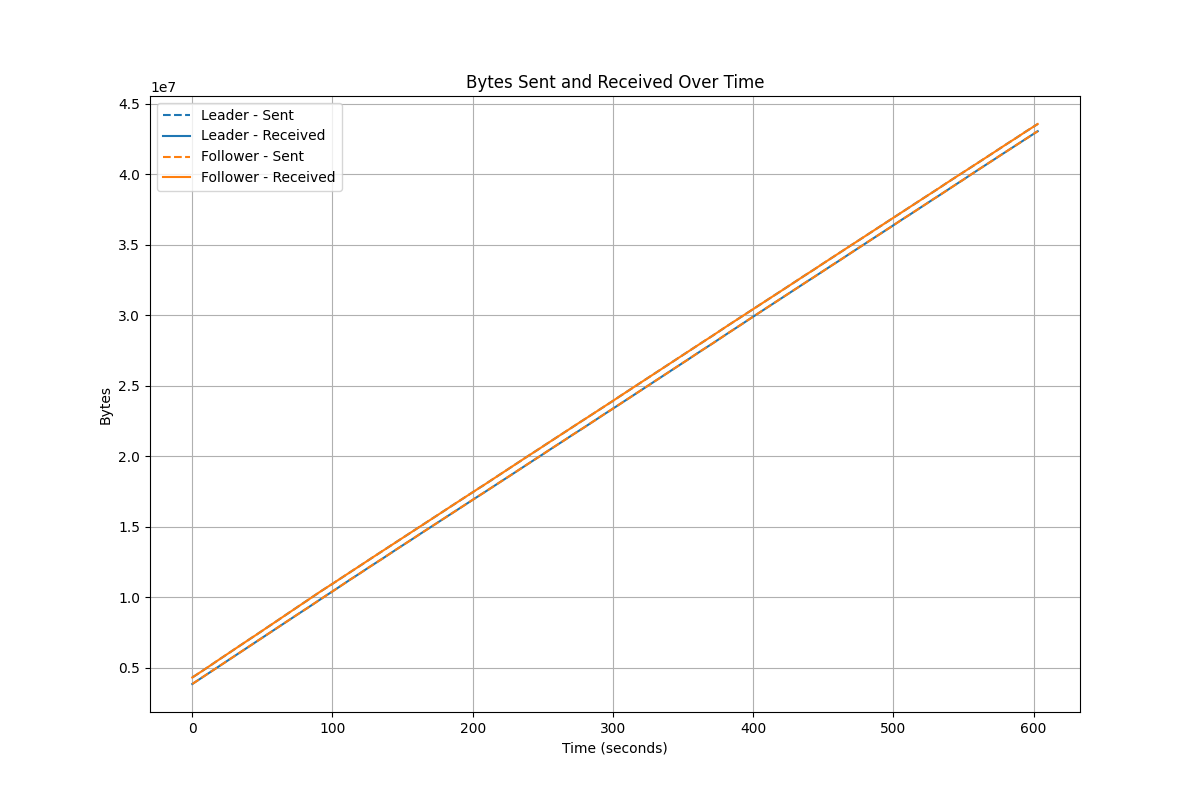 Bytes Sent and Received Over Time
1e7
4.5
4.0
3.5
3.0
2.5
2.0
1.5
1.0
0.5
Bytes
Leader - Sent
Leader - Received
Follower - Sent
Follower - Received
0
100
200
300
400
500
600
Time (seconds)